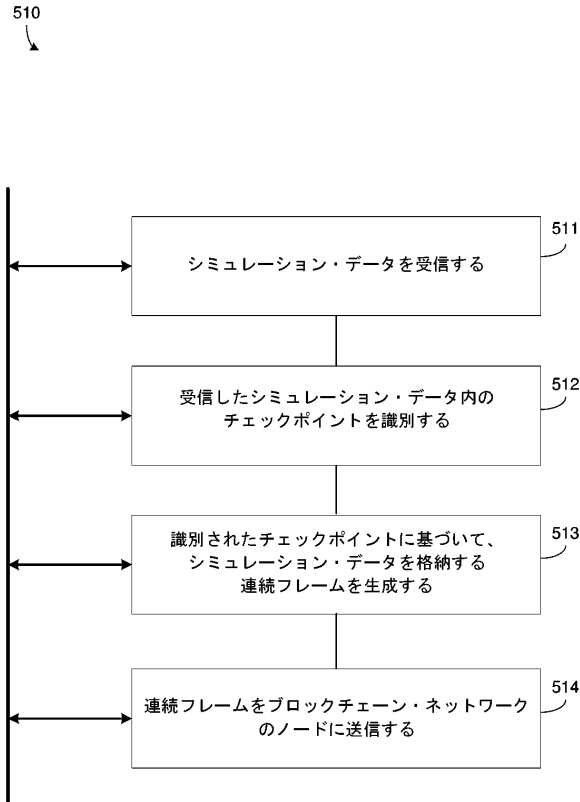 510
シミュレーション・データを受信する
511
受信したシミュレーション・データ内の
チェックポイントを識別する
512
識別されたチェックポイントに基づいて、
シミュレーション・データを格納する
連続フレームを生成する
513
連続フレームをブロックチェーン・ネットワーク
のノードに送信する
514